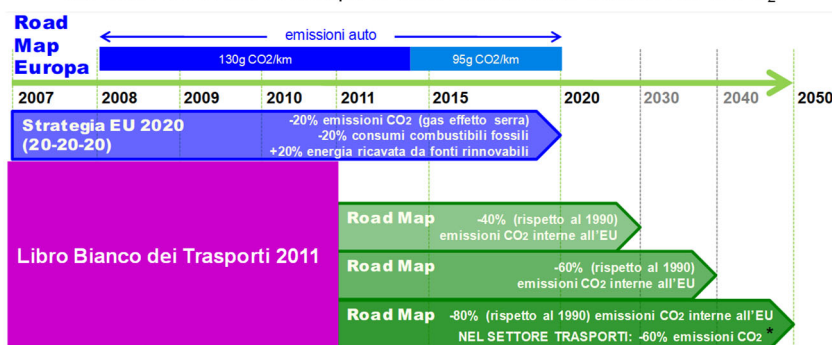 Road
Map
Europa
emissioni auto
130g CO2/km
95g CO2/km
2007 2008 2009 2010 2011 2015 2020 2030 2040 2050
Strategia EU 2020
(20-20-20)
-20% emissioni CO2 (gas effetto serra)
-20% consumi combustibili fossili
+20% energia ricavata da fonti rinnovabili
Libro Bianco dei Trasporti 2011
Road Map -40% (rispetto al 1990)
emissioni CO2 interne all'EU
Road Map -60% (rispetto al 1990)
emissioni CO2 interne all'EU
Road Map -80% (rispetto al 1990) emissioni CO2 interne all'EU
NEL SETTORE TRASPORTI: -60% emissioni CO2 *